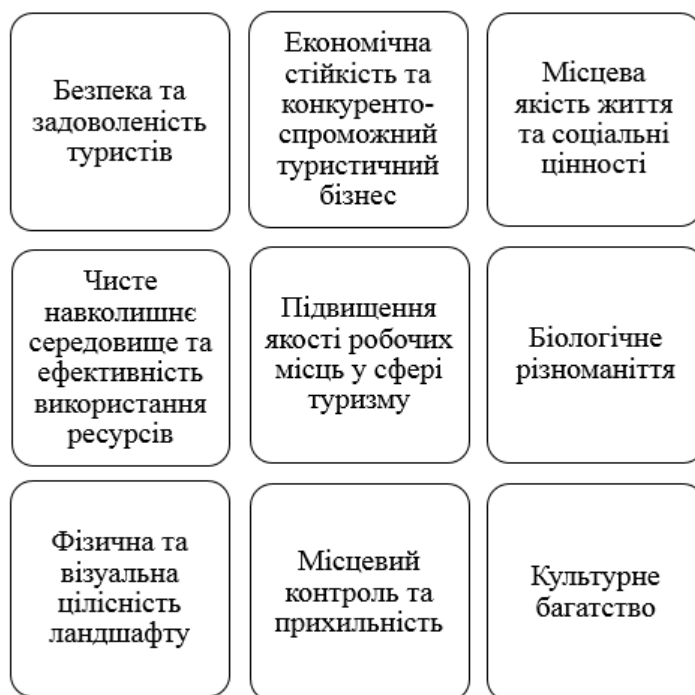 Безпека та
задоволеність
туристів
Економічна
стійкість та
конкуренто-
спроможний
туристичний
бізнес
Місцева
якість життя
та соціальні
цінності
Чисте
навколишнє
середовище та
ефективність
використання
ресурсів
Підвищення
якості робочих
місць у сфері
туризму
Біологічне
різноманіття
Фізична та
візуальна
цілісність
ландшафту
Місцевий
контроль та
прихильність
Культурне
багатство